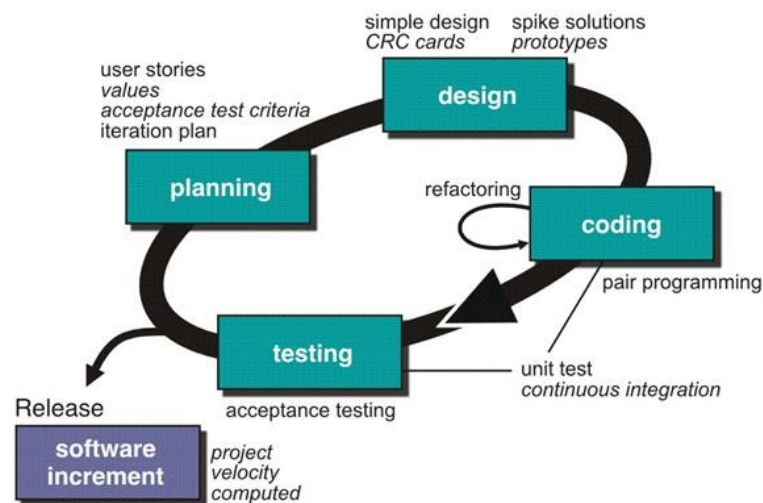 simple design
CRC cards
spike solutions
prototypes
user stories
values
acceptance test criteria
iteration plan
design
planning
refactoring
coding
pair programming
testing
unit test
continuous integration
acceptance testing
Release
software
increment
project
velocity
computed